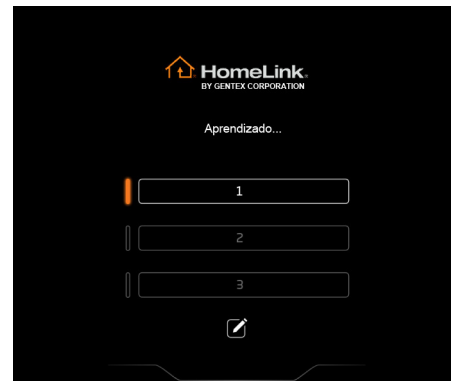 HomeLink.
BY GENTEX CORPORATION
Aprendizado...
1
2
3